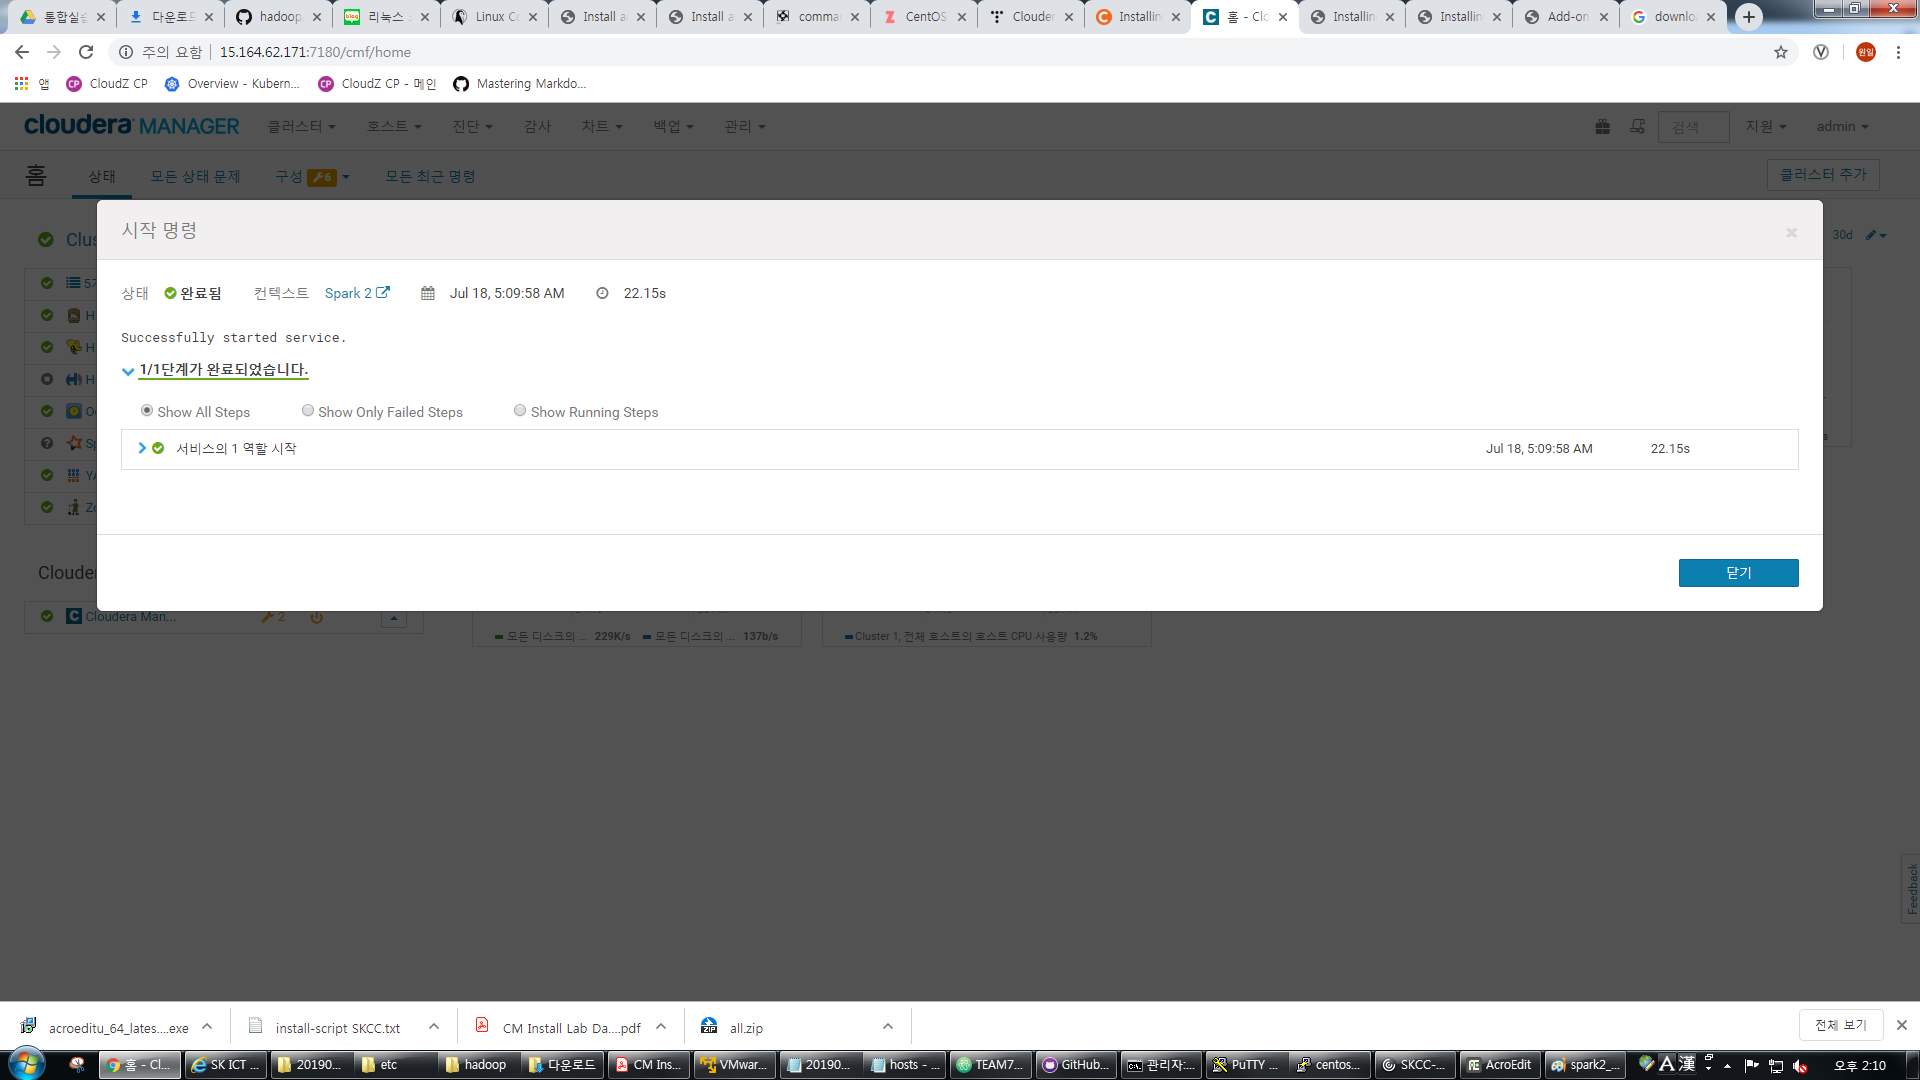 통합실습 다운로드 hadoop 리눅스 Linux Co Install a Install a comman CentOS Clouder Installin 홈 - Clo Installin Installin Add-on downlo
주의 요함 15.164.62.171:7180/cmf/home
앱 CloudZ CP Overview - Kubern... CloudZ CP - 메인 Mastering Markdo...
cloudera MANAGER 클러스터 호스트 진단 감사 차트 백업 관리 검색 지원 admin
홈 상태 모든 상태 문제 구성 6 모든 최근 명령 클러스터 추가
시작 명령
Clus 30d
상태 완료됨 컨텍스트 Spark 2 Jul 18, 5:09:58 AM 22.15s
Successfully started service.
1/1단계가 완료되었습니다.
Show All Steps Show Only Failed Steps Show Running Steps
서비스의 1 역할 시작 Jul 18, 5:09:58 AM 22.15s
닫기
Cloude
Cloudera Man... 2
모든 디스크의 ... 229K/s 모든 디스크의 ... 137b/s Cluster 1, 전체 호스트의 호스트 CPU 사용량 1.2%
Feedback
acroeditu_64_lates....exe install-script SKCC.txt CM Install Lab Da....pdf all.zip 전체 보기
홈 - Cl... SK ICT ... 20190... etc hadoop 다운로드 CM Ins... VMwar... 20190... hosts - ... TEAM7... GitHub... 관리자:... PuTTY ... centos... SKCC-... AcroEdit spark2_... A 漢 오후 2:10